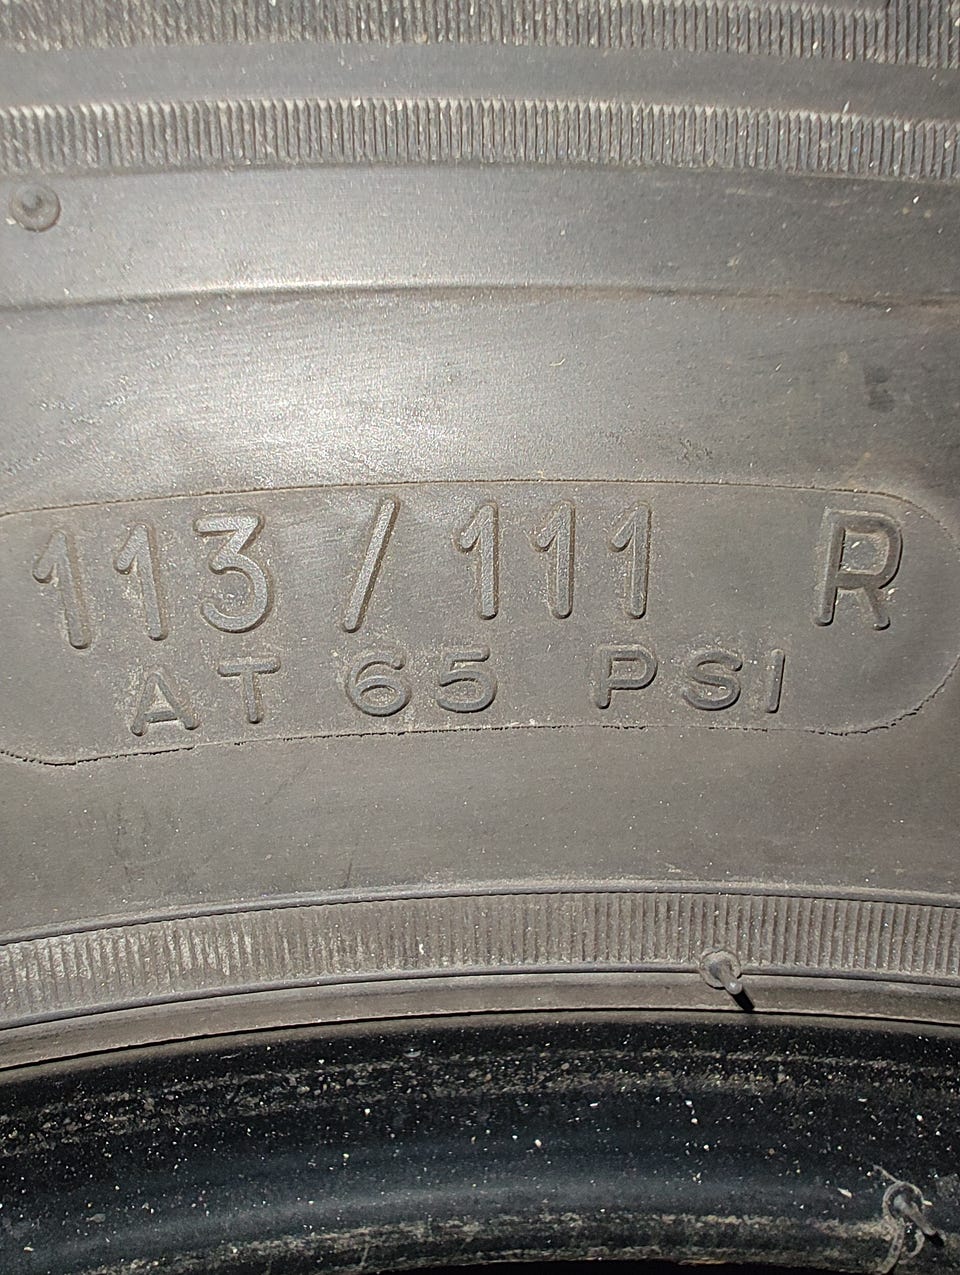 113 / 111 R
AT 65 PSI